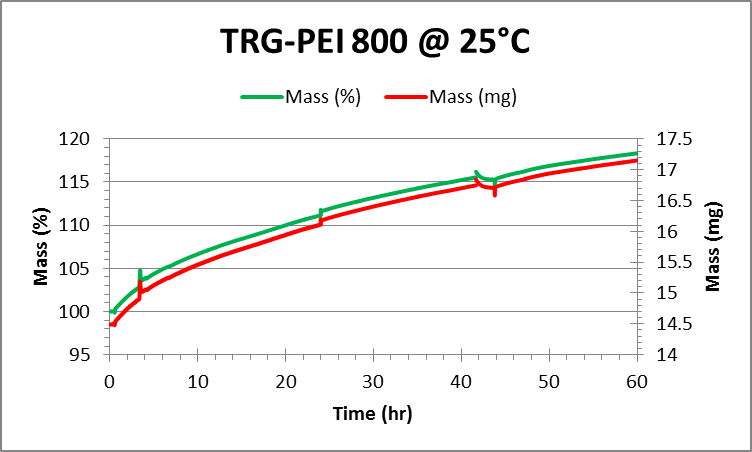 TRG-PEI 800 @ 25°C
Mass (%) Mass (mg)
120 17.5
115 17
110 16.5
105 16
100 15.5
95 15
14.5
14
Mass (%)
Mass (mg)
0 10 20 30 40 50 60
Time (hr)